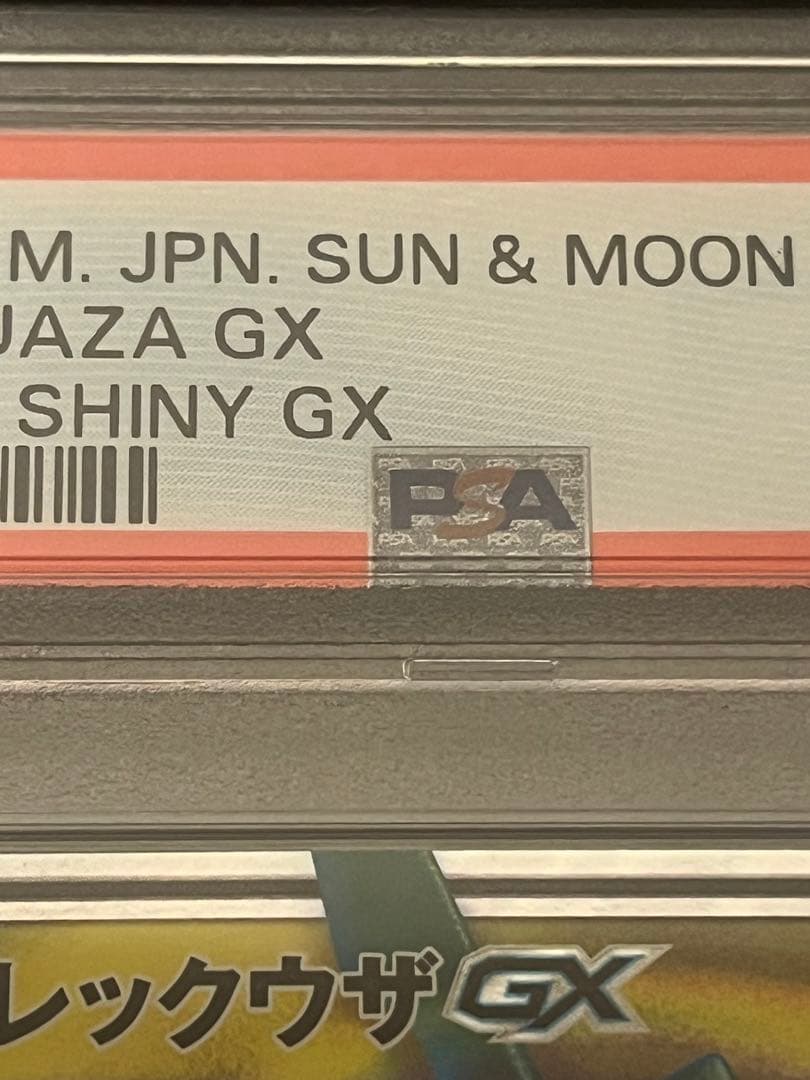 M. JPN. SUN & MOON
UAZA GX
SHINY GX
PSA
レックウザGX